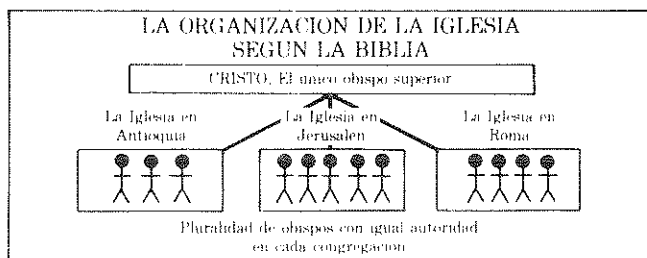 LA ORGANIZACION DE LA IGLESIA
SEGUN LA BIBLIA
CRISTO, El unico obispo superior
La Iglesia en
Antioquia
La Iglesia en
Jerusalen
La Iglesia en
Roma
Pluralidad de obispos con igual autoridad
en cada congregacion